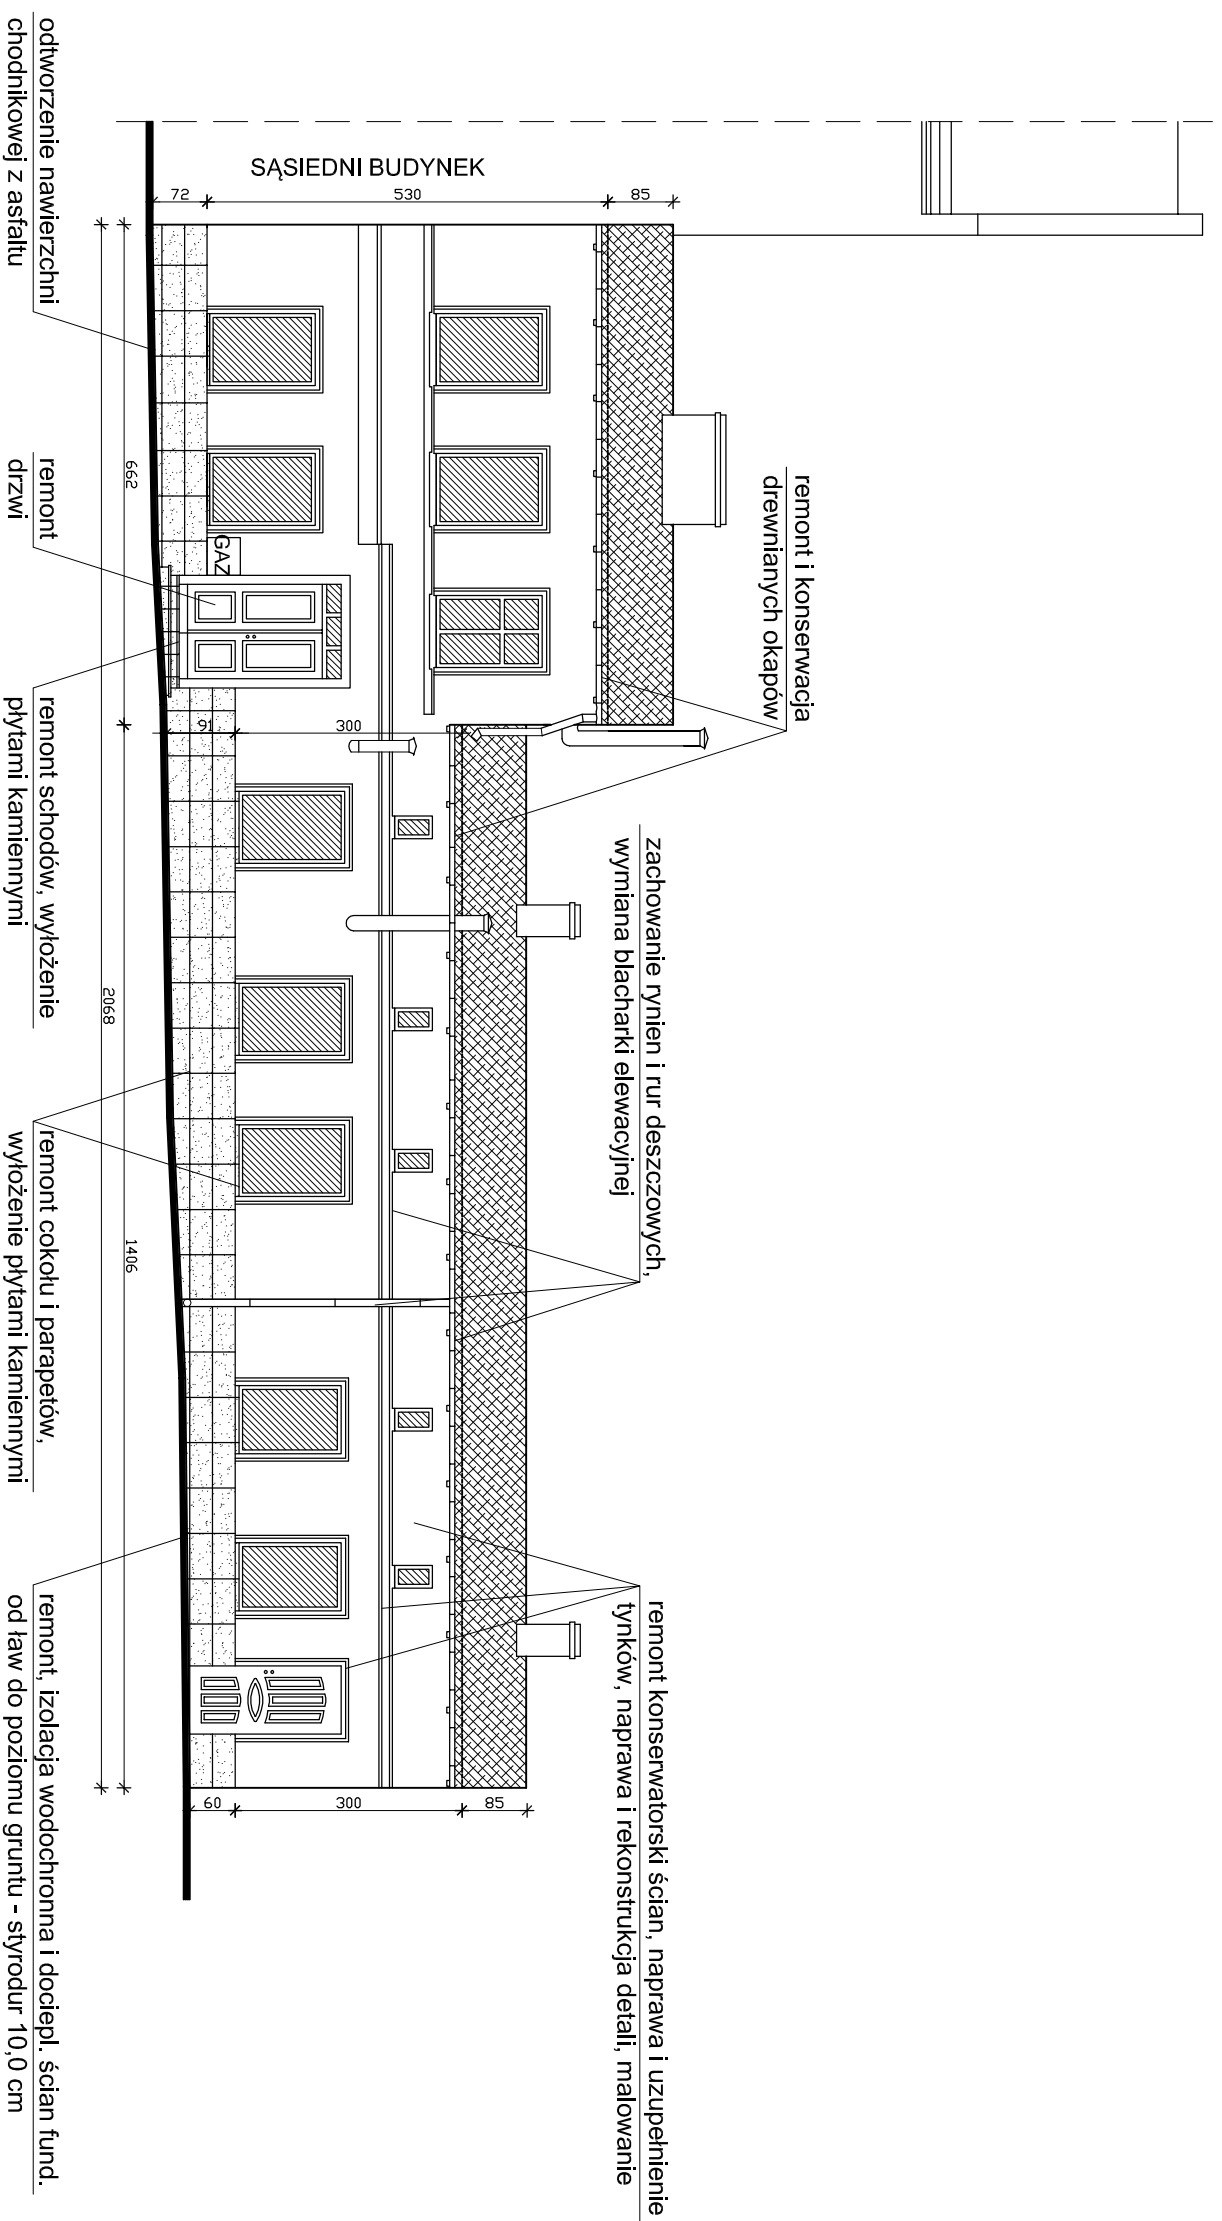 remont i konserwacja
drewnianych okapów
zachowanie rynien i rur deszczowych,
wymiana blacharki elewacyjnej
remont konserwatorski ścian, naprawa i uzupełnienie
tynków, naprawa i rekonstrukcja detali, malowanie
SĄSIEDNI BUDYNEK
85
530
72
GAZ
300
91
85
300
60
662
1406
2068
odtworzenie nawierzchni
chodnikowej z asfaltu
remont
drzwi
remont schodów, wyłożenie
płytami kamiennymi
remont cokołu i parapetów,
wyłożenie płytami kamiennymi
remont, izolacja wodochronna i dociepl. ścian fund.
od ław do poziomu gruntu - styrodur 10,0 cm